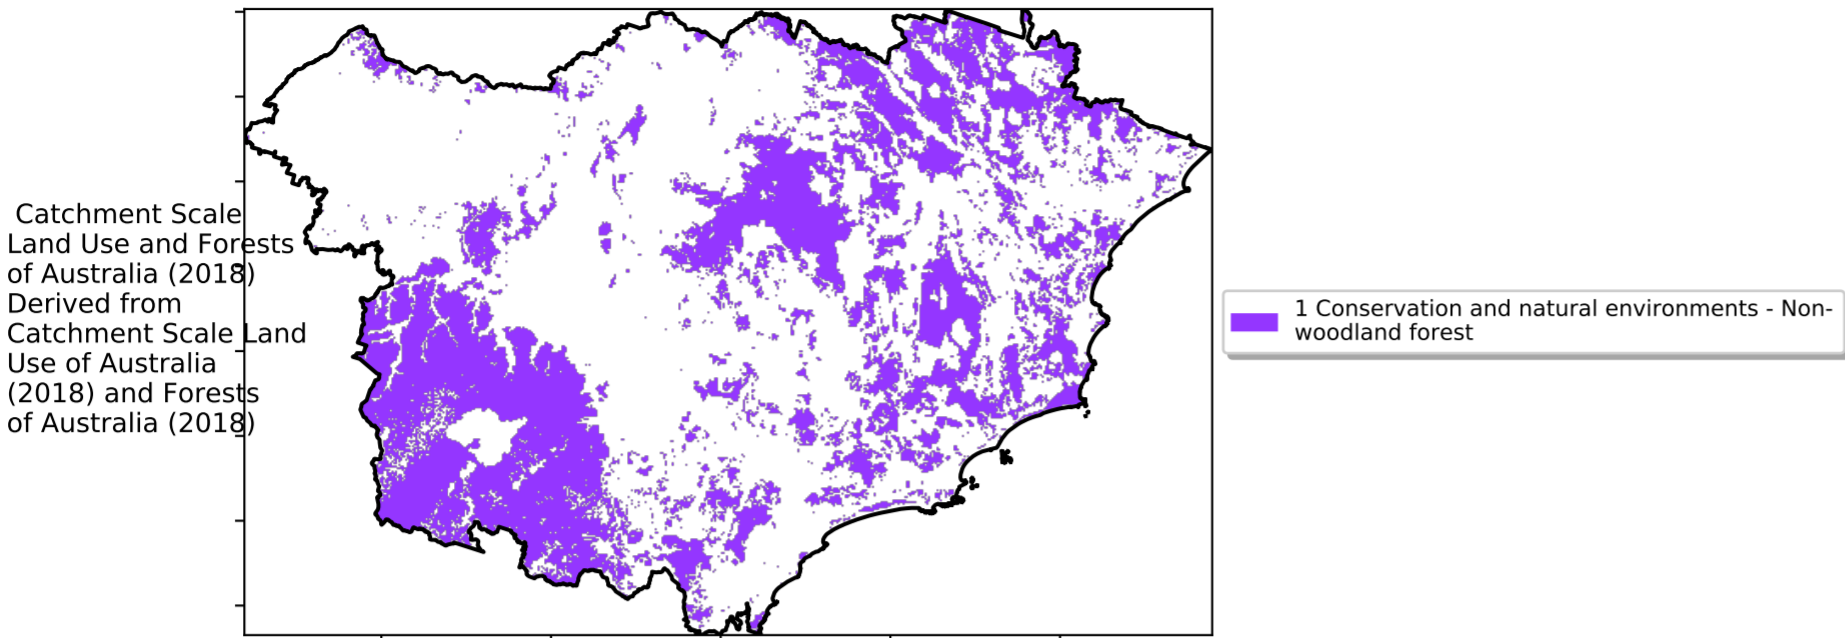 Catchment Scale
Land Use and Forests
of Australia (2018)
Derived from
Catchment Scale Land
Use of Australia
(2018) and Forests
of Australia (2018)
1 Conservation and natural environments - Non-
woodland forest